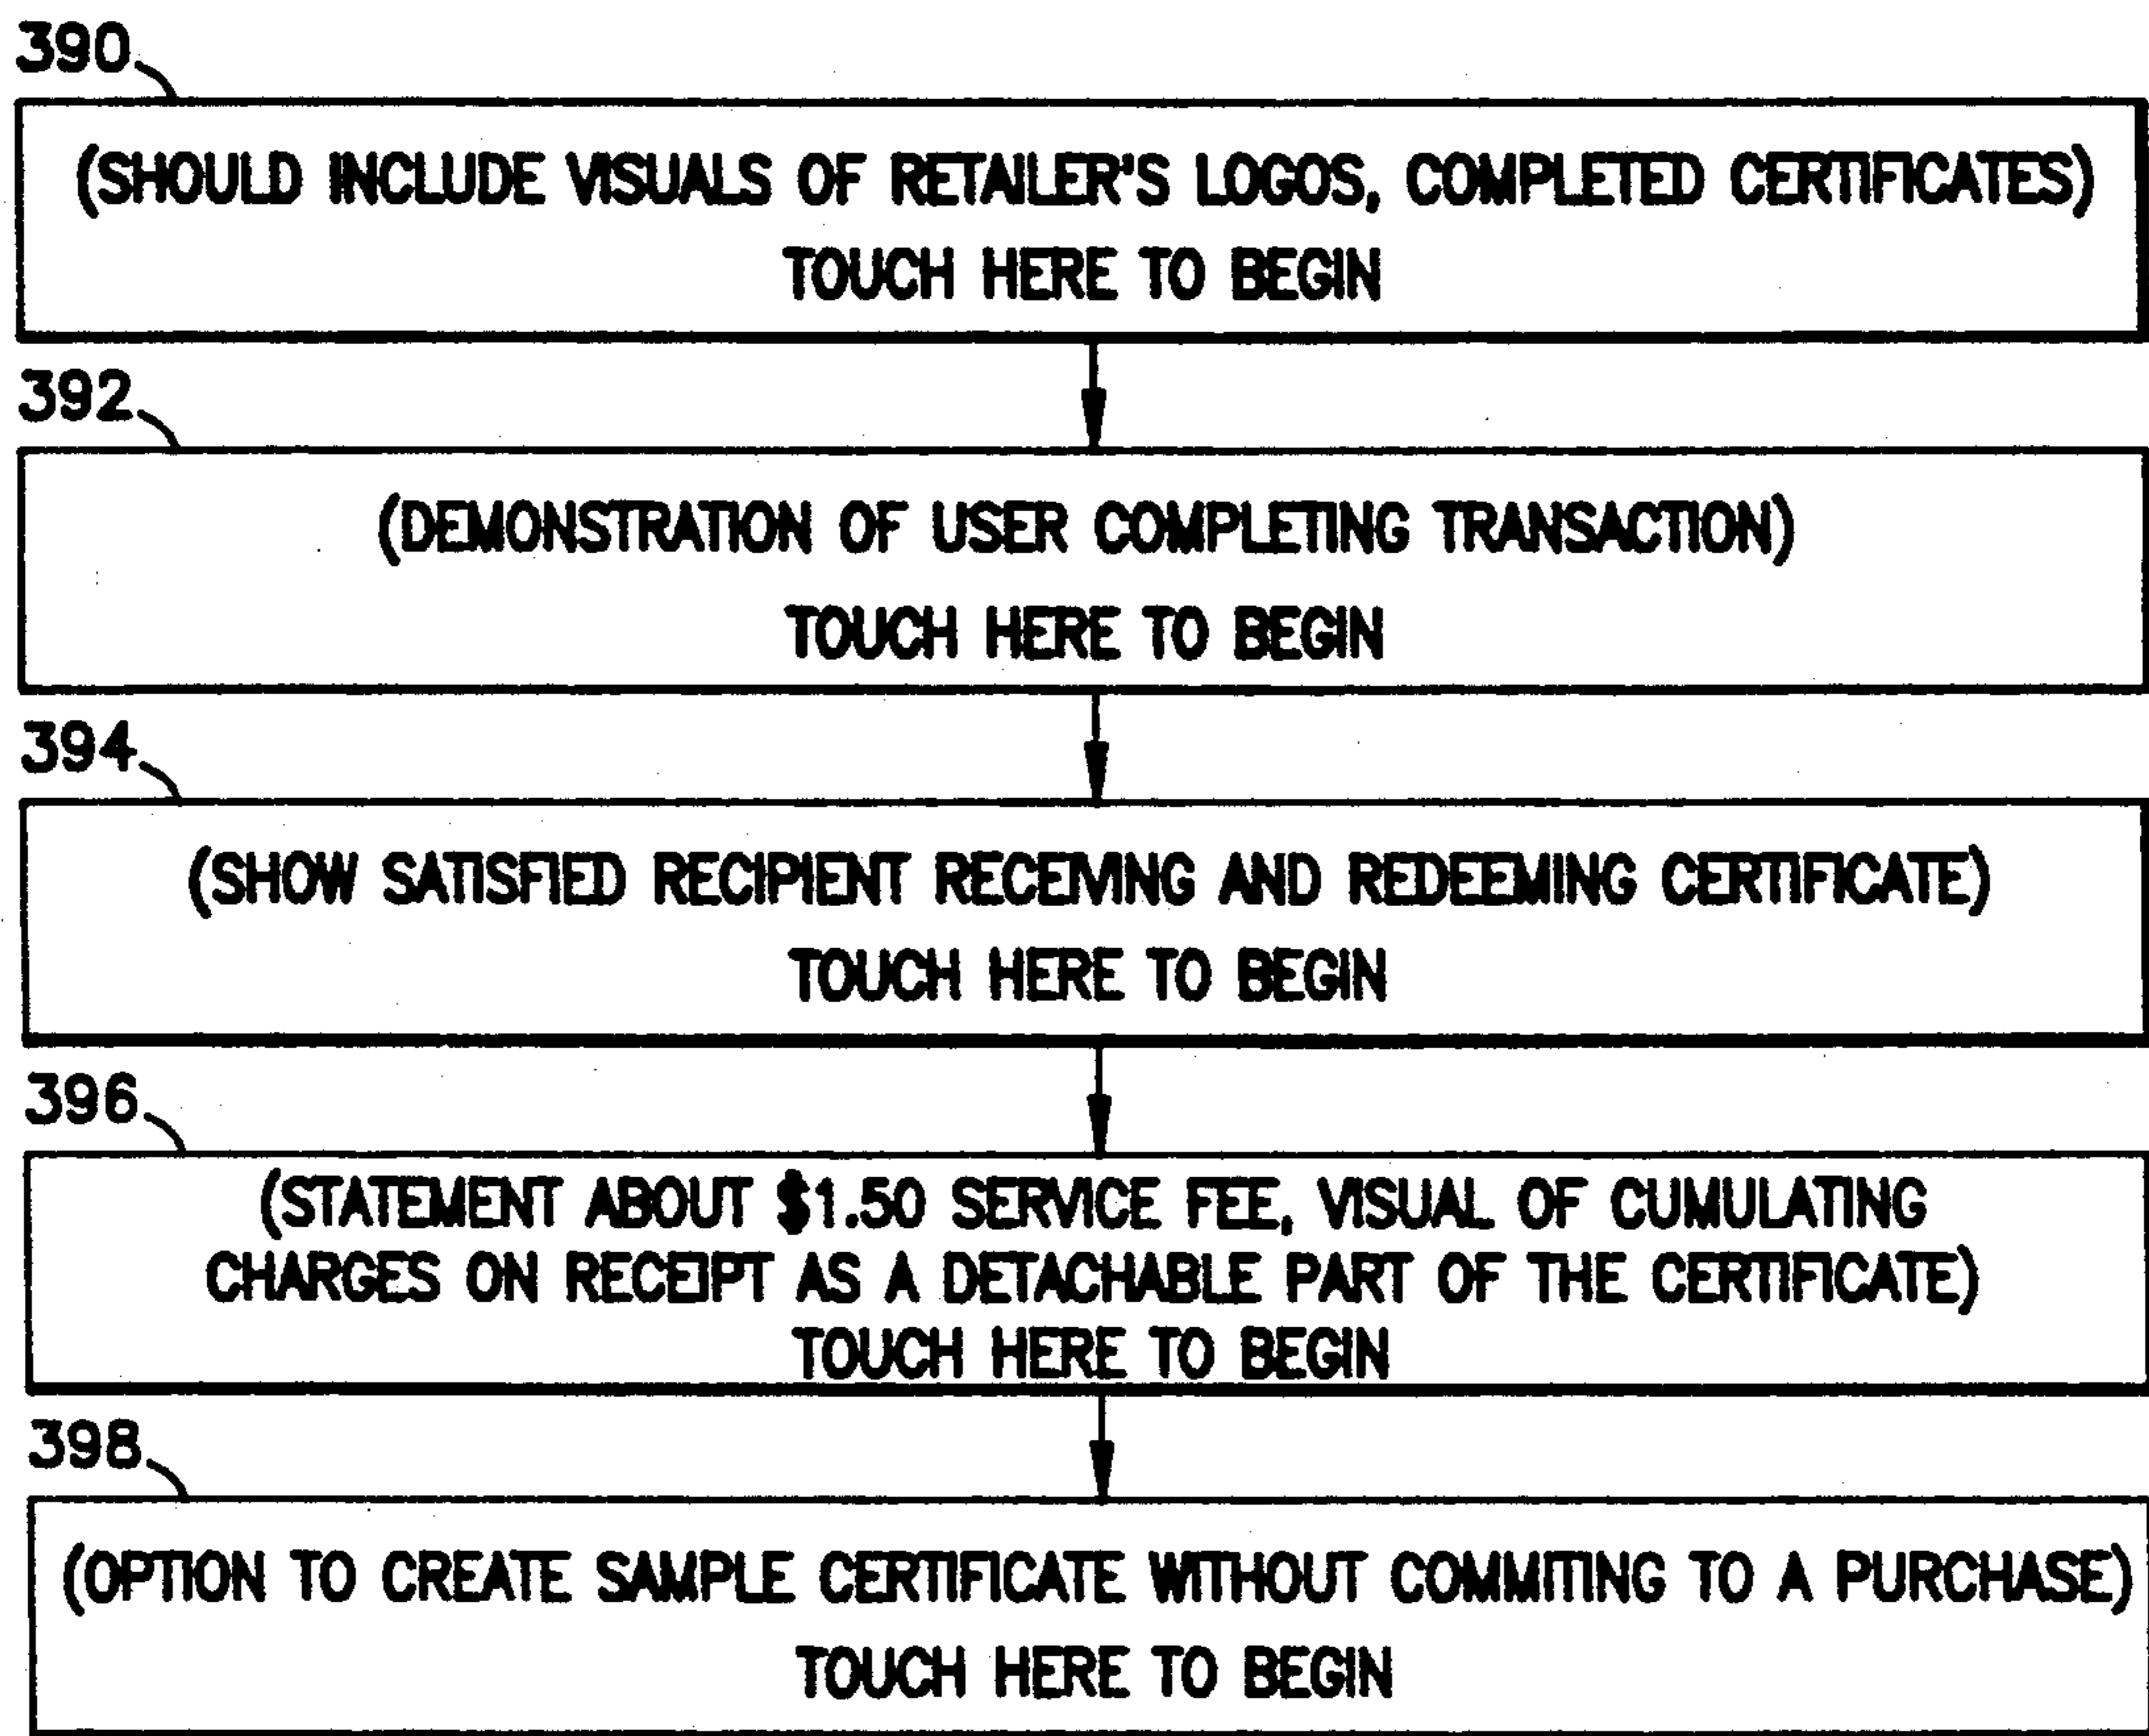 390
(SHOULD INCLUDE VISUALS OF RETAILER'S LOGOS, COMPLETED CERTIFICATES)
TOUCH HERE TO BEGIN
392
(DEMONSTRATION OF USER COMPLETING TRANSACTION)
TOUCH HERE TO BEGIN
394
(SHOW SATISFIED RECIPIENT RECEIVING AND REDEEMING CERTIFICATE)
TOUCH HERE TO BEGIN
396
(STATEMENT ABOUT $1.50 SERVICE FEE, VISUAL OF CUMULATING
CHARGES ON RECEIPT AS A DETACHABLE PART OF THE CERTIFICATE)
TOUCH HERE TO BEGIN
398
(OPTION TO CREATE SAMPLE CERTIFICATE WITHOUT COMMITING TO A PURCHASE)
TOUCH HERE TO BEGIN